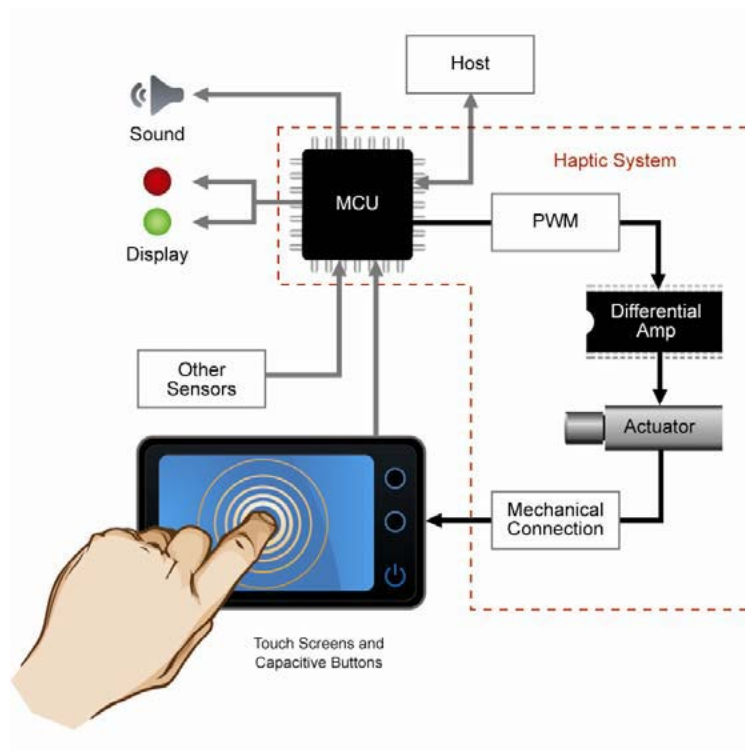 Host
Sound
Haptic System
MCU
PWM
Display
Differential
Amp
Other
Sensors
Actuator
Mechanical
Connection
Touch Screens and
Capacitive Buttons